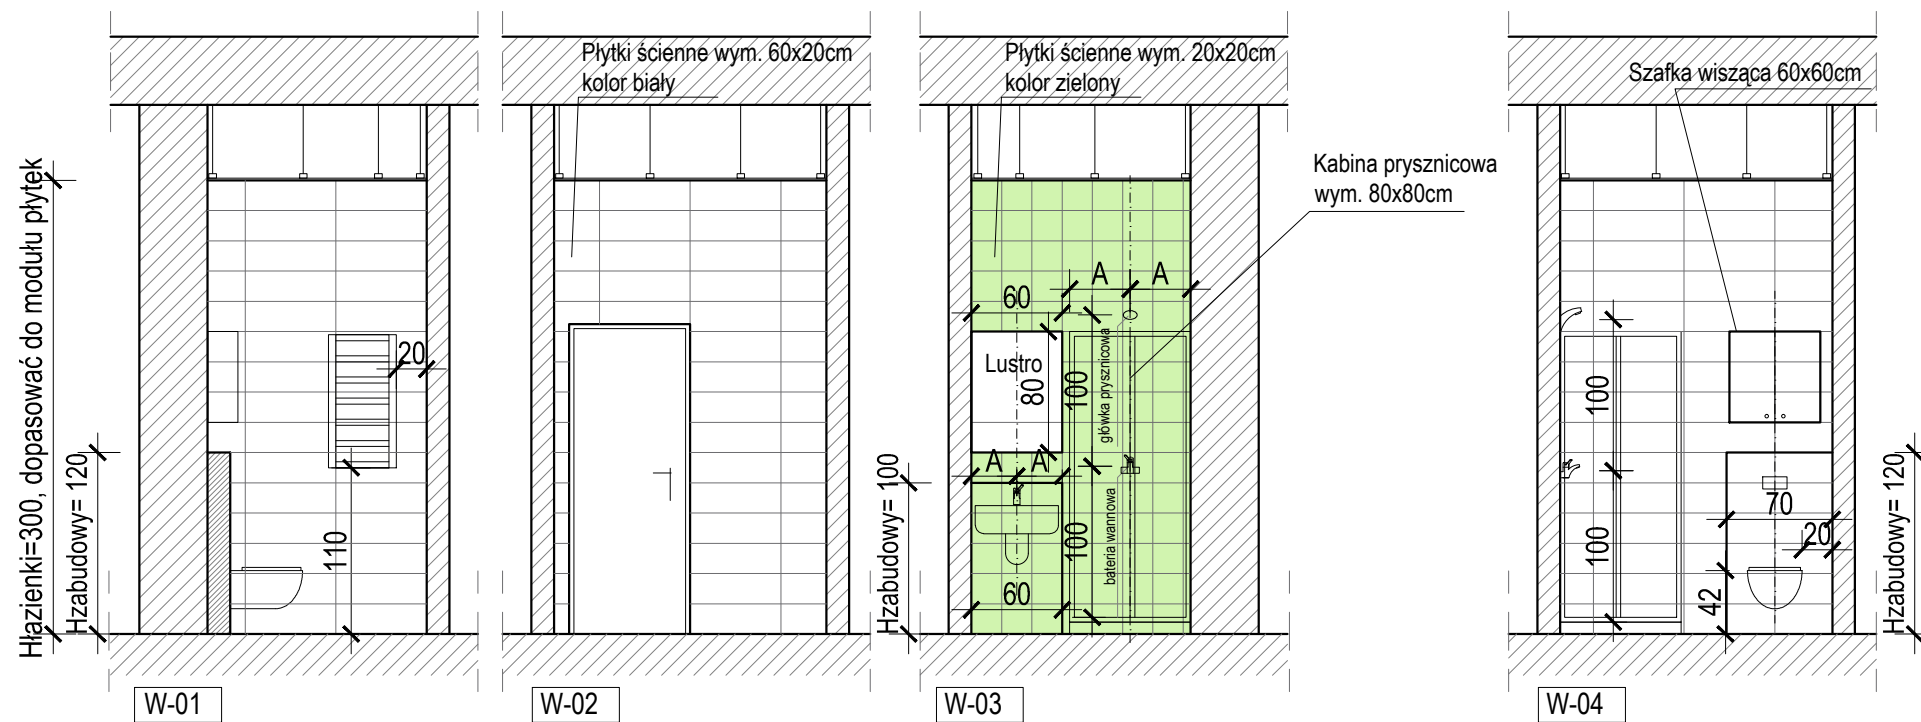 Hłazienki=300, dopasować do modułu płytek
Hzabudowy= 120
20
110
W-01
Płytki ścienne wym. 60x20cm
kolor biały
W-02
Płytki ścienne wym. 20x20cm
kolor zielony
Kabina prysznicowa
wym. 80x80cm
A
A
60
Lustro
80
100
główka prysznicowa
A
A
Hzabudowy= 100
100
bateria wannowa
60
W-03
Szafka wisząca 60x60cm
100
100
70
20
42
Hzabudowy= 120
W-04